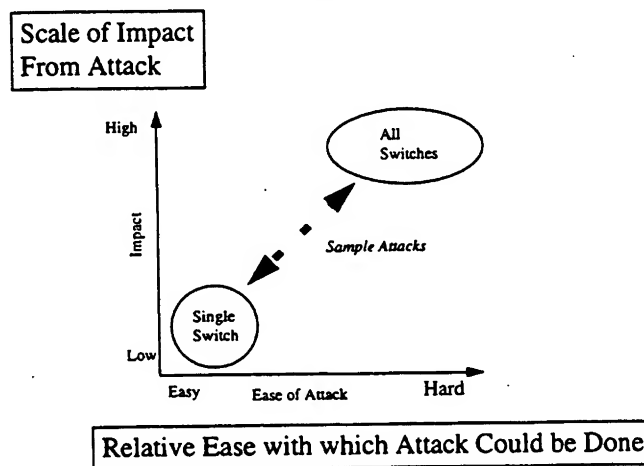 Scale of Impact
From Attack
High
All
Switches
Impact
Sample Attacks
Single
Switch
Low
Easy
Ease of Attack
Hard
Relative Ease with which Attack Could be Done